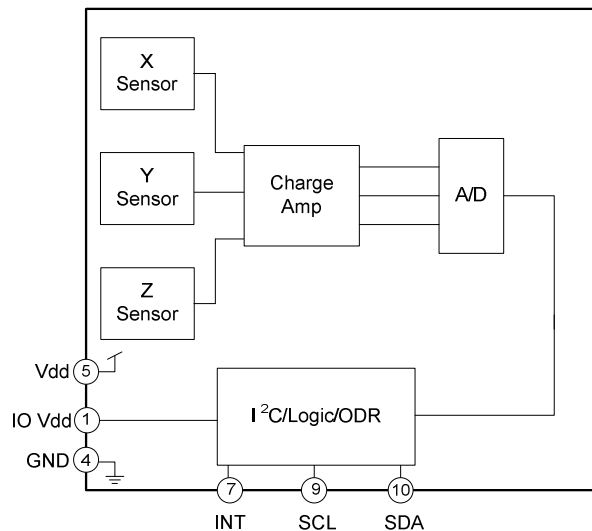 X
Sensor
Y
Sensor
Z
Sensor
Charge
Amp
A/D
Vdd 5
IO Vdd 1
GND 4
I²C/Logic/ODR
7 9 10
INT SCL SDA